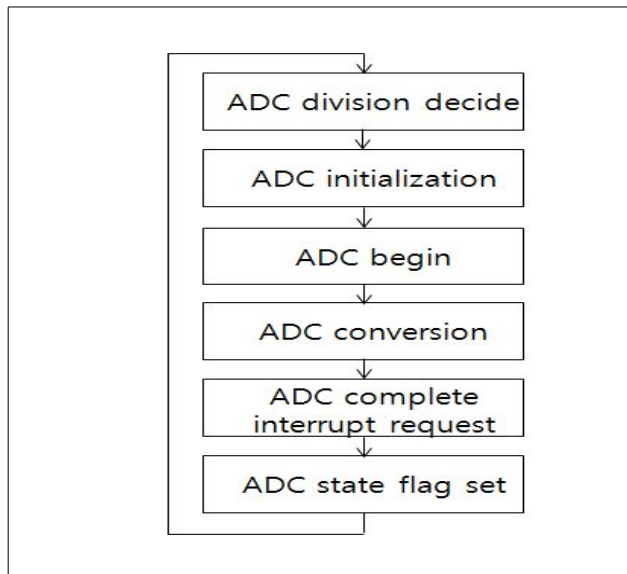 ADC division decide
ADC initialization
ADC begin
ADC conversion
ADC complete
interrupt request
ADC state flag set